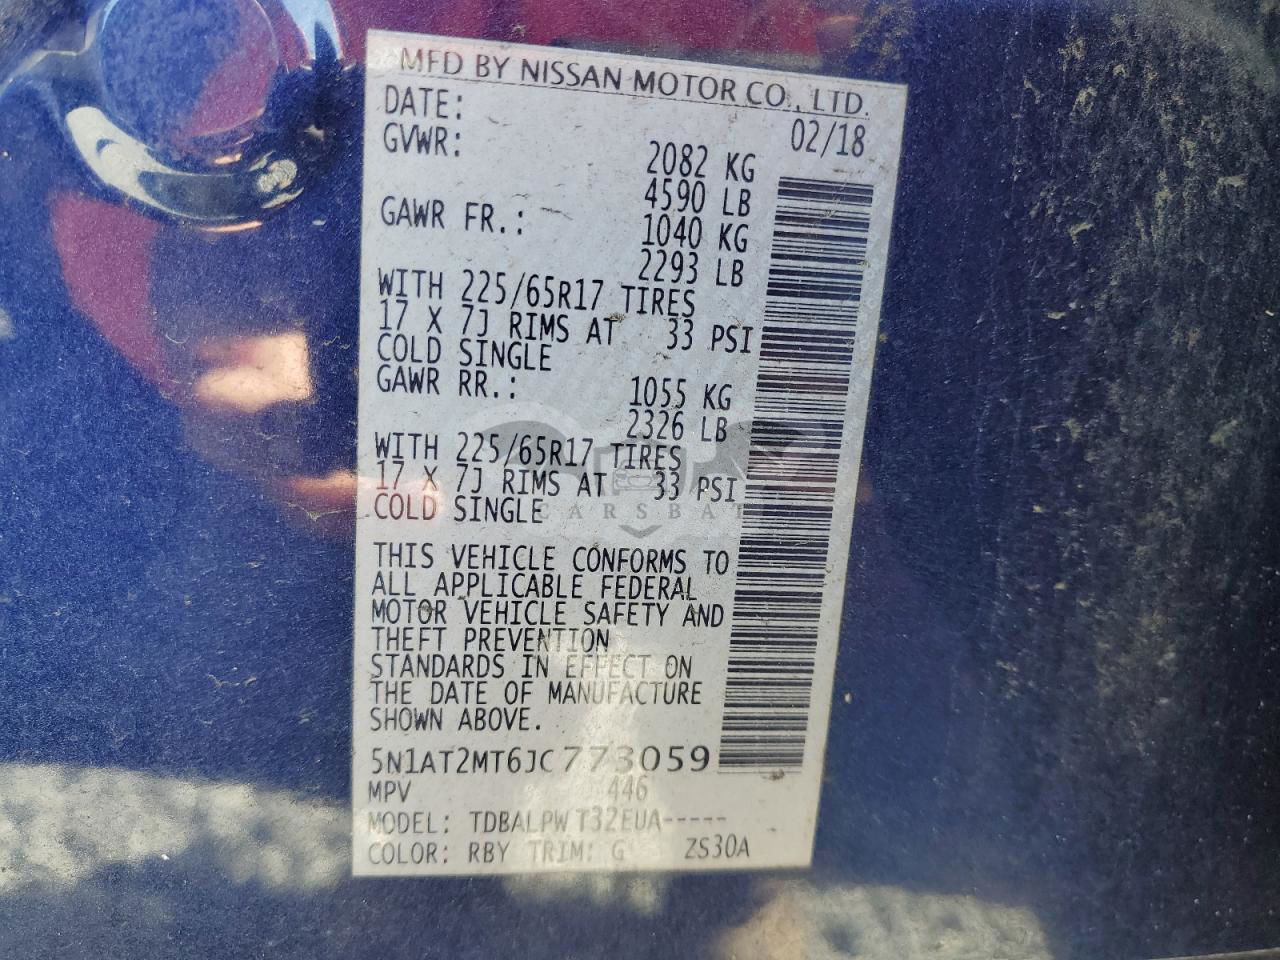 MFD BY NISSAN MOTOR CO., LTD.
DATE: 02/18
GVWR: 2082 KG
4590 LB
GAWR FR.: 1040 KG
2293 LB
WITH 225/65R17 TIRES
17 X 7J RIMS AT 33 PSI
COLD SINGLE
GAWR RR.: 1055 KG
2326 LB
WITH 225/65R17 TIRES
17 X 7J RIMS AT 33 PSI
COLD SINGLE
CARSBAT
THIS VEHICLE CONFORMS TO
ALL APPLICABLE FEDERAL
MOTOR VEHICLE SAFETY AND
THEFT PREVENTION
STANDARDS IN EFFECT ON
THE DATE OF MANUFACTURE
SHOWN ABOVE.
5N1AT2MT6JC773059
MPV 446
MODEL: TDBALPWT32EUA-----
COLOR: RBY TRIM: G ZS30A